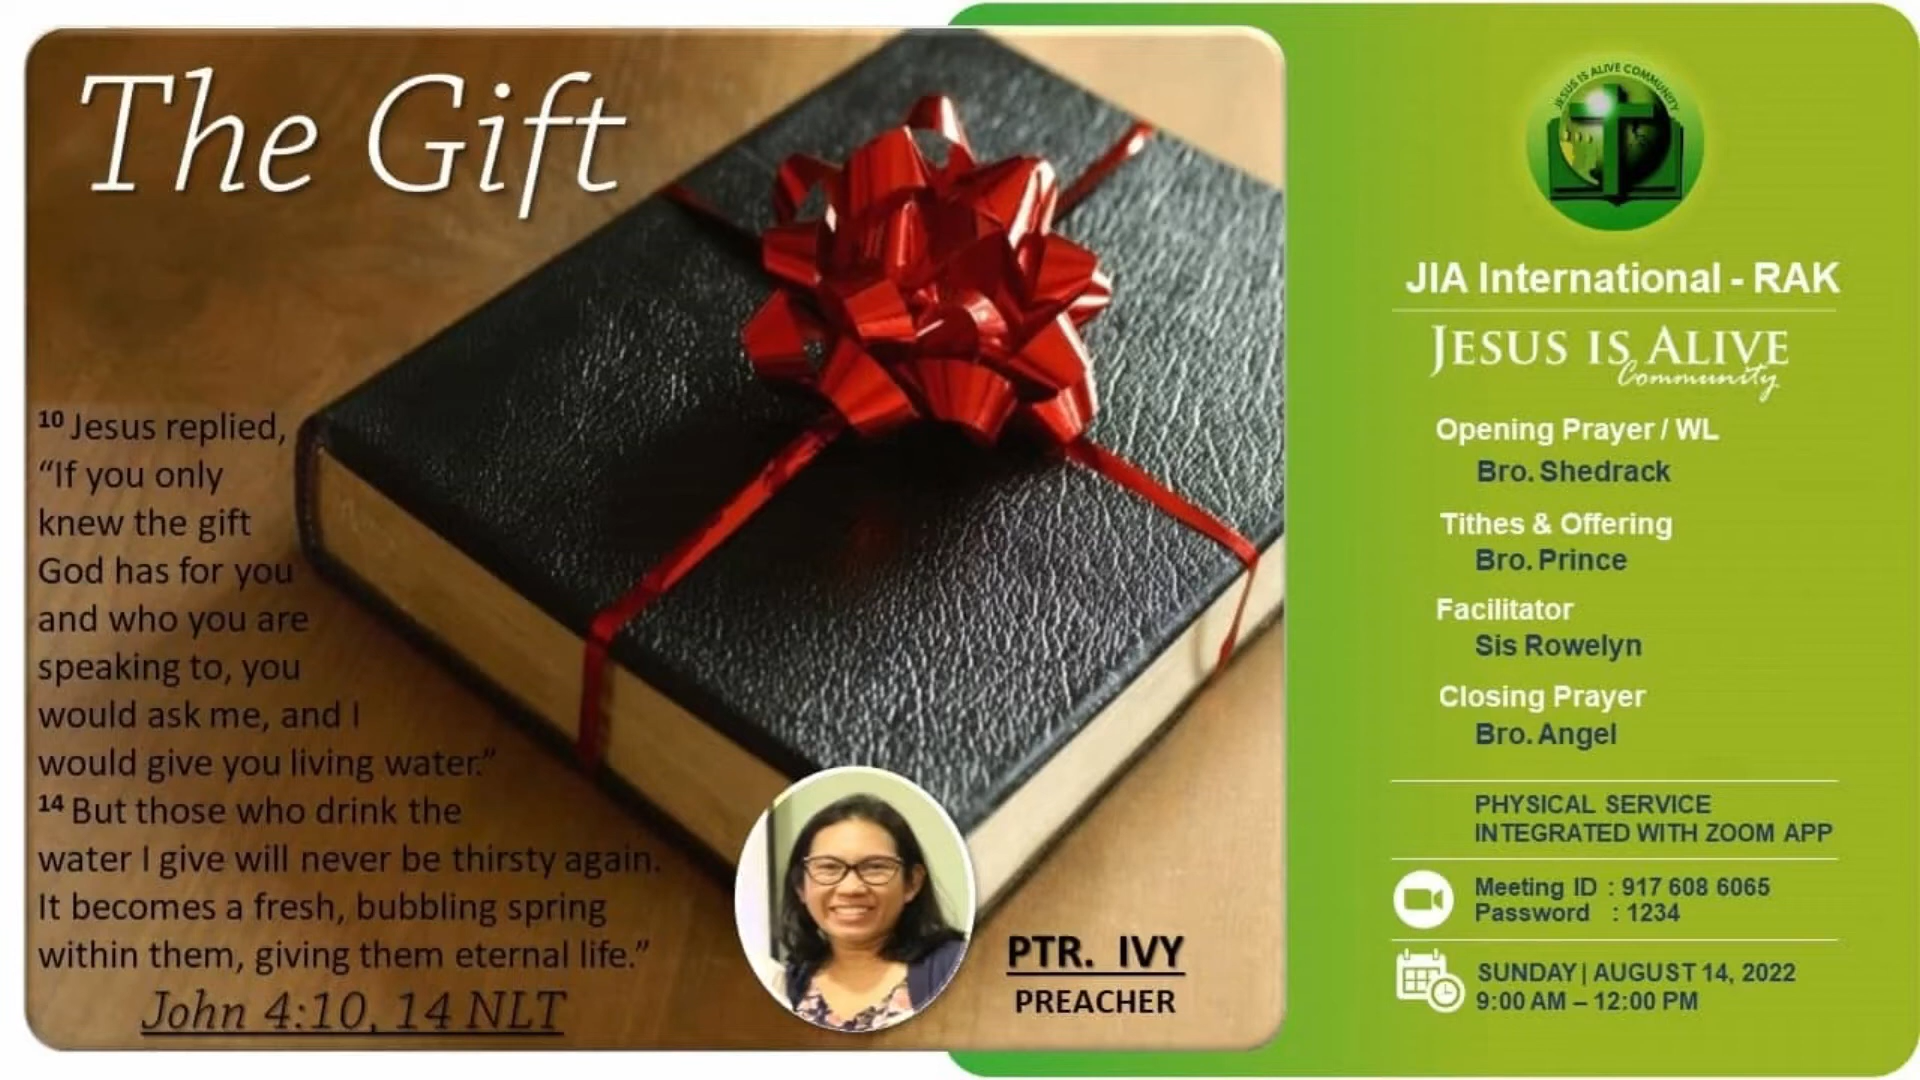 The Gift
10 Jesus replied,
“If you only
knew the gift
God has for you
and who you are
speaking to, you
would ask me, and I
would give you living water.”
14 But those who drink the
water I give will never be thirsty again.
It becomes a fresh, bubbling spring
within them, giving them eternal life.”
John 4:10, 14 NLT
PTR. IVY
PREACHER
JESUS IS ALIVE COMMUNITY
JIA International - RAK
JESUS IS ALIVE
Community
Opening Prayer / WL
Bro. Shedrack
Tithes & Offering
Bro. Prince
Facilitator
Sis Rowelyn
Closing Prayer
Bro. Angel
PHYSICAL SERVICE
INTEGRATED WITH ZOOM APP
Meeting ID : 917 608 6065
Password : 1234
SUNDAY | AUGUST 14, 2022
9:00 AM – 12:00 PM